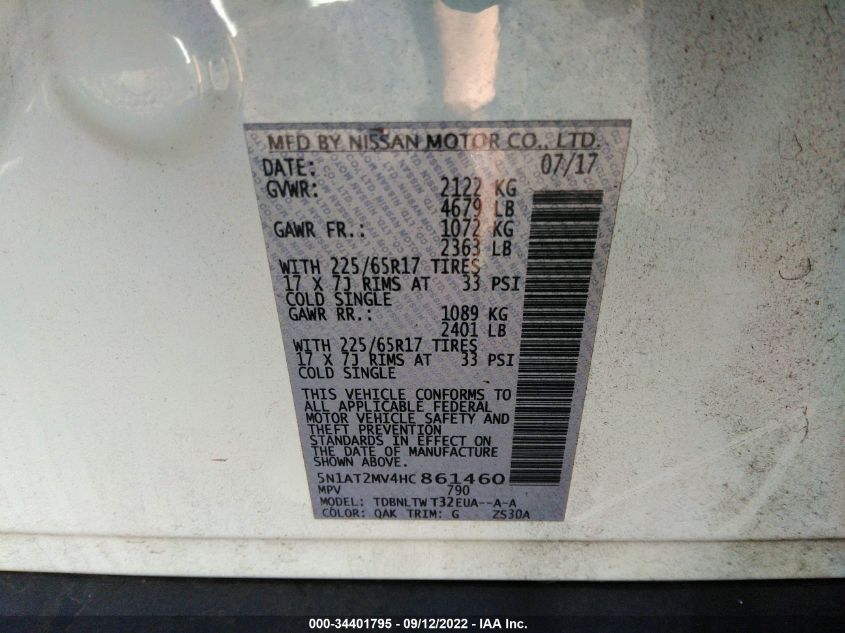 MFD BY NISSAN MOTOR CO., LTD.
DATE: 07/17
GVWR: 2122 KG
4679 LB
GAWR FR.: 1072 KG
2363 LB
WITH 225/65R17 TIRES
17 X 7J RIMS AT 33 PSI
COLD SINGLE
GAWR RR.: 1089 KG
2401 LB
WITH 225/65R17 TIRES
17 X 7J RIMS AT 33 PSI
COLD SINGLE
THIS VEHICLE CONFORMS TO
ALL APPLICABLE FEDERAL
MOTOR VEHICLE SAFETY AND
THEFT PREVENTION
STANDARDS IN EFFECT ON
THE DATE OF MANUFACTURE
SHOWN ABOVE.
5N1AT2MV4HC 861460
MPV 790
MODEL: TDBNLTW T32EUA--A-A
COLOR: QAK TRIM: G ZS30A
000-34401795 - 09/12/2022 - IAA Inc.